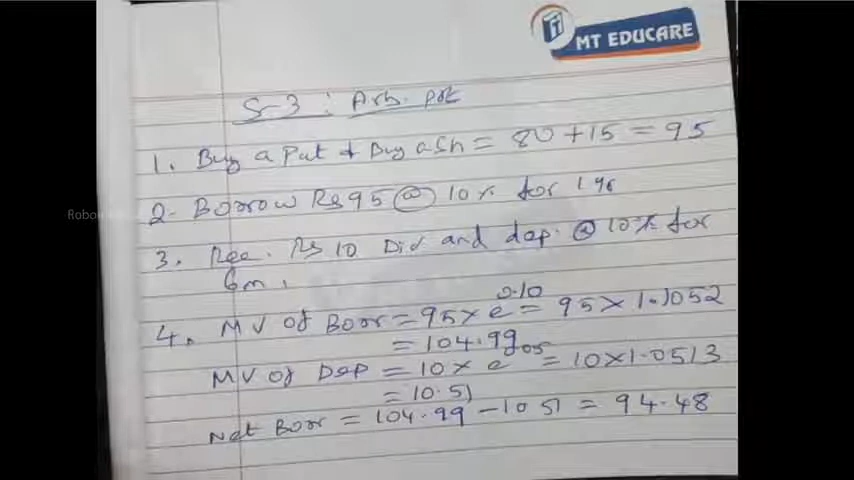 MT EDUCARE
S-3 : Arb. pot
1. Buy a Put + Buy a Sh = 80 + 15 = 95
2. Borrow Rs 95 @ 10% for 1 yr
3. Rec. Rs 10 Div and dep. @ 10% for
6m.
4. MV of Borr = 95 × e^0.10 = 95 × 1.1052
= 104.99
MV of Dep = 10 × e^.05 = 10 × 1.0513
= 10.51
Net Borr = 104.99 - 10 51 = 94.48